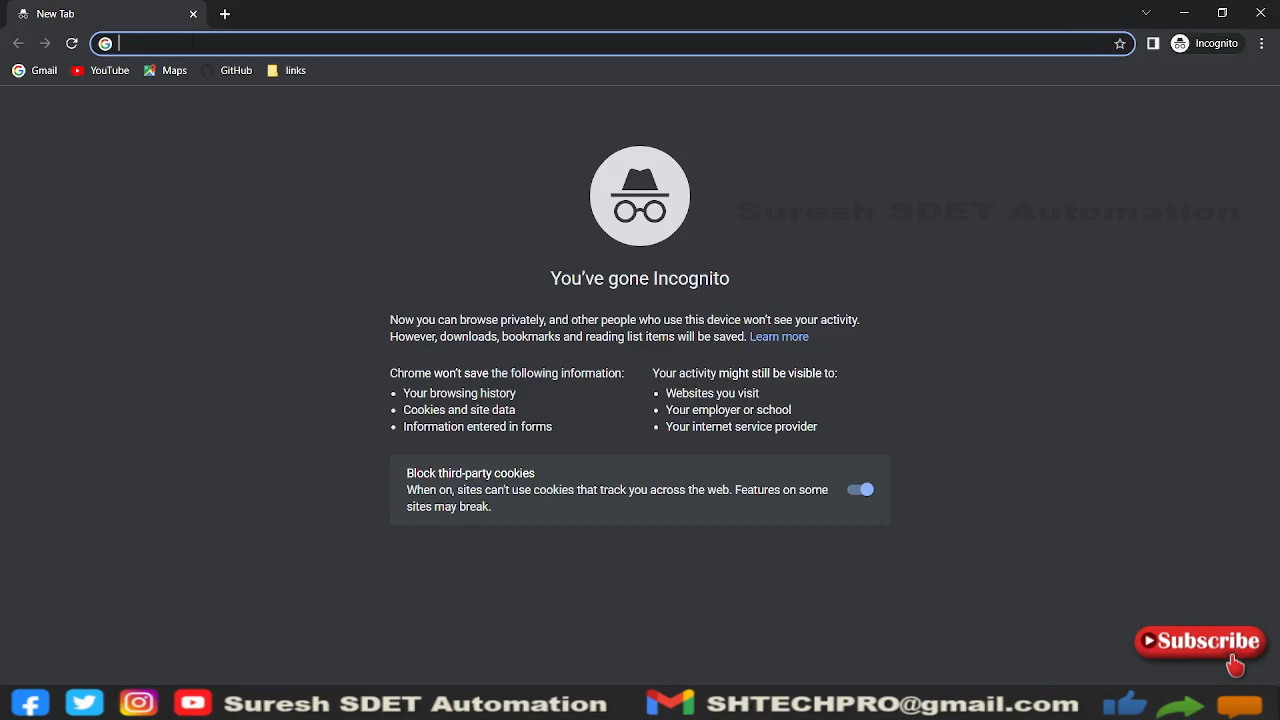 New Tab
Incognito
Gmail YouTube Maps GitHub links
Suresh SDET Automation
You've gone Incognito
Now you can browse privately, and other people who use this device won't see your activity.
However, downloads, bookmarks and reading list items will be saved. Learn more
Chrome won't save the following information:
Your browsing history
Cookies and site data
Information entered in forms
Your activity might still be visible to:
Websites you visit
Your employer or school
Your internet service provider
Block third-party cookies
When on, sites can't use cookies that track you across the web. Features on some
sites may break.
Subscribe
Suresh SDET Automation SHTECHPRO@gmail.com